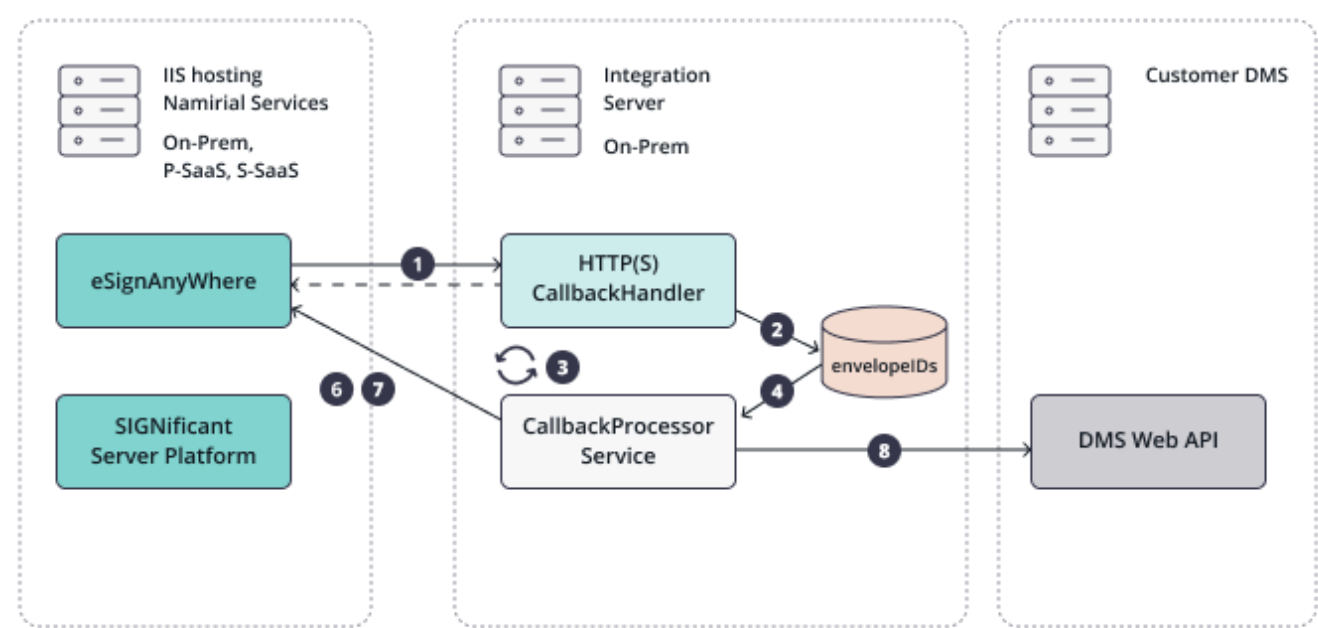 IIS hosting
Namirial Services
On-Prem,
P-SaaS, S-SaaS
Integration
Server
On-Prem
Customer DMS
eSignAnyWhere
1
HTTP(S)
CallbackHandler
2
envelopeIDs
3
4
6 7
SIGNificant
Server Platform
CallbackProcessor
Service
8
DMS Web API